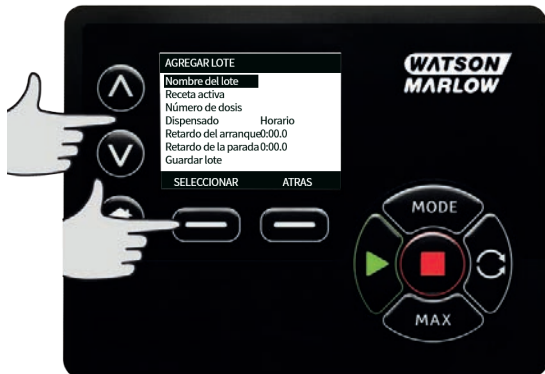 AGREGAR LOTE
Nombre del lote
Receta activa
Número de dosis
Dispensado Horario
Retardo del arranque0:00.0
Retardo de la parada0:00.0
Guardar lote
SELECCIONAR ATRAS
WATSON
MARLOW
MODE
MAX